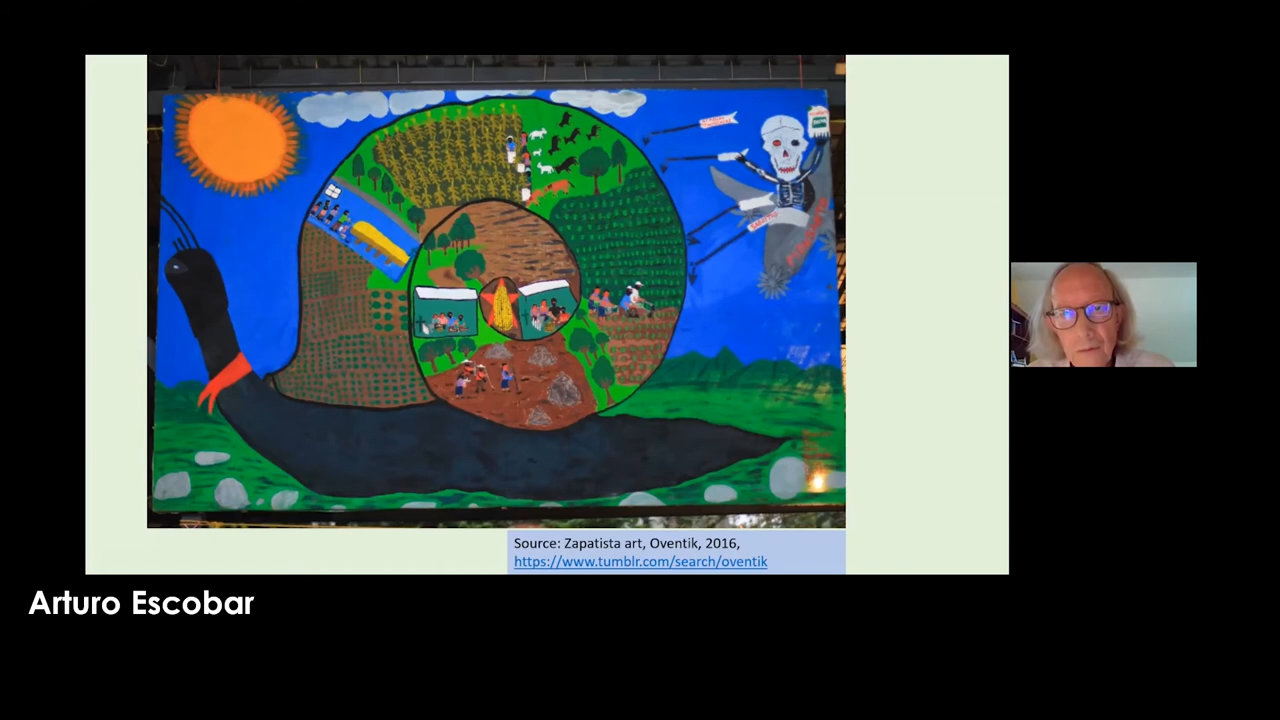 Source: Zapatista art, Oventik, 2016,
https://www.tumblr.com/search/oventik
Arturo Escobar